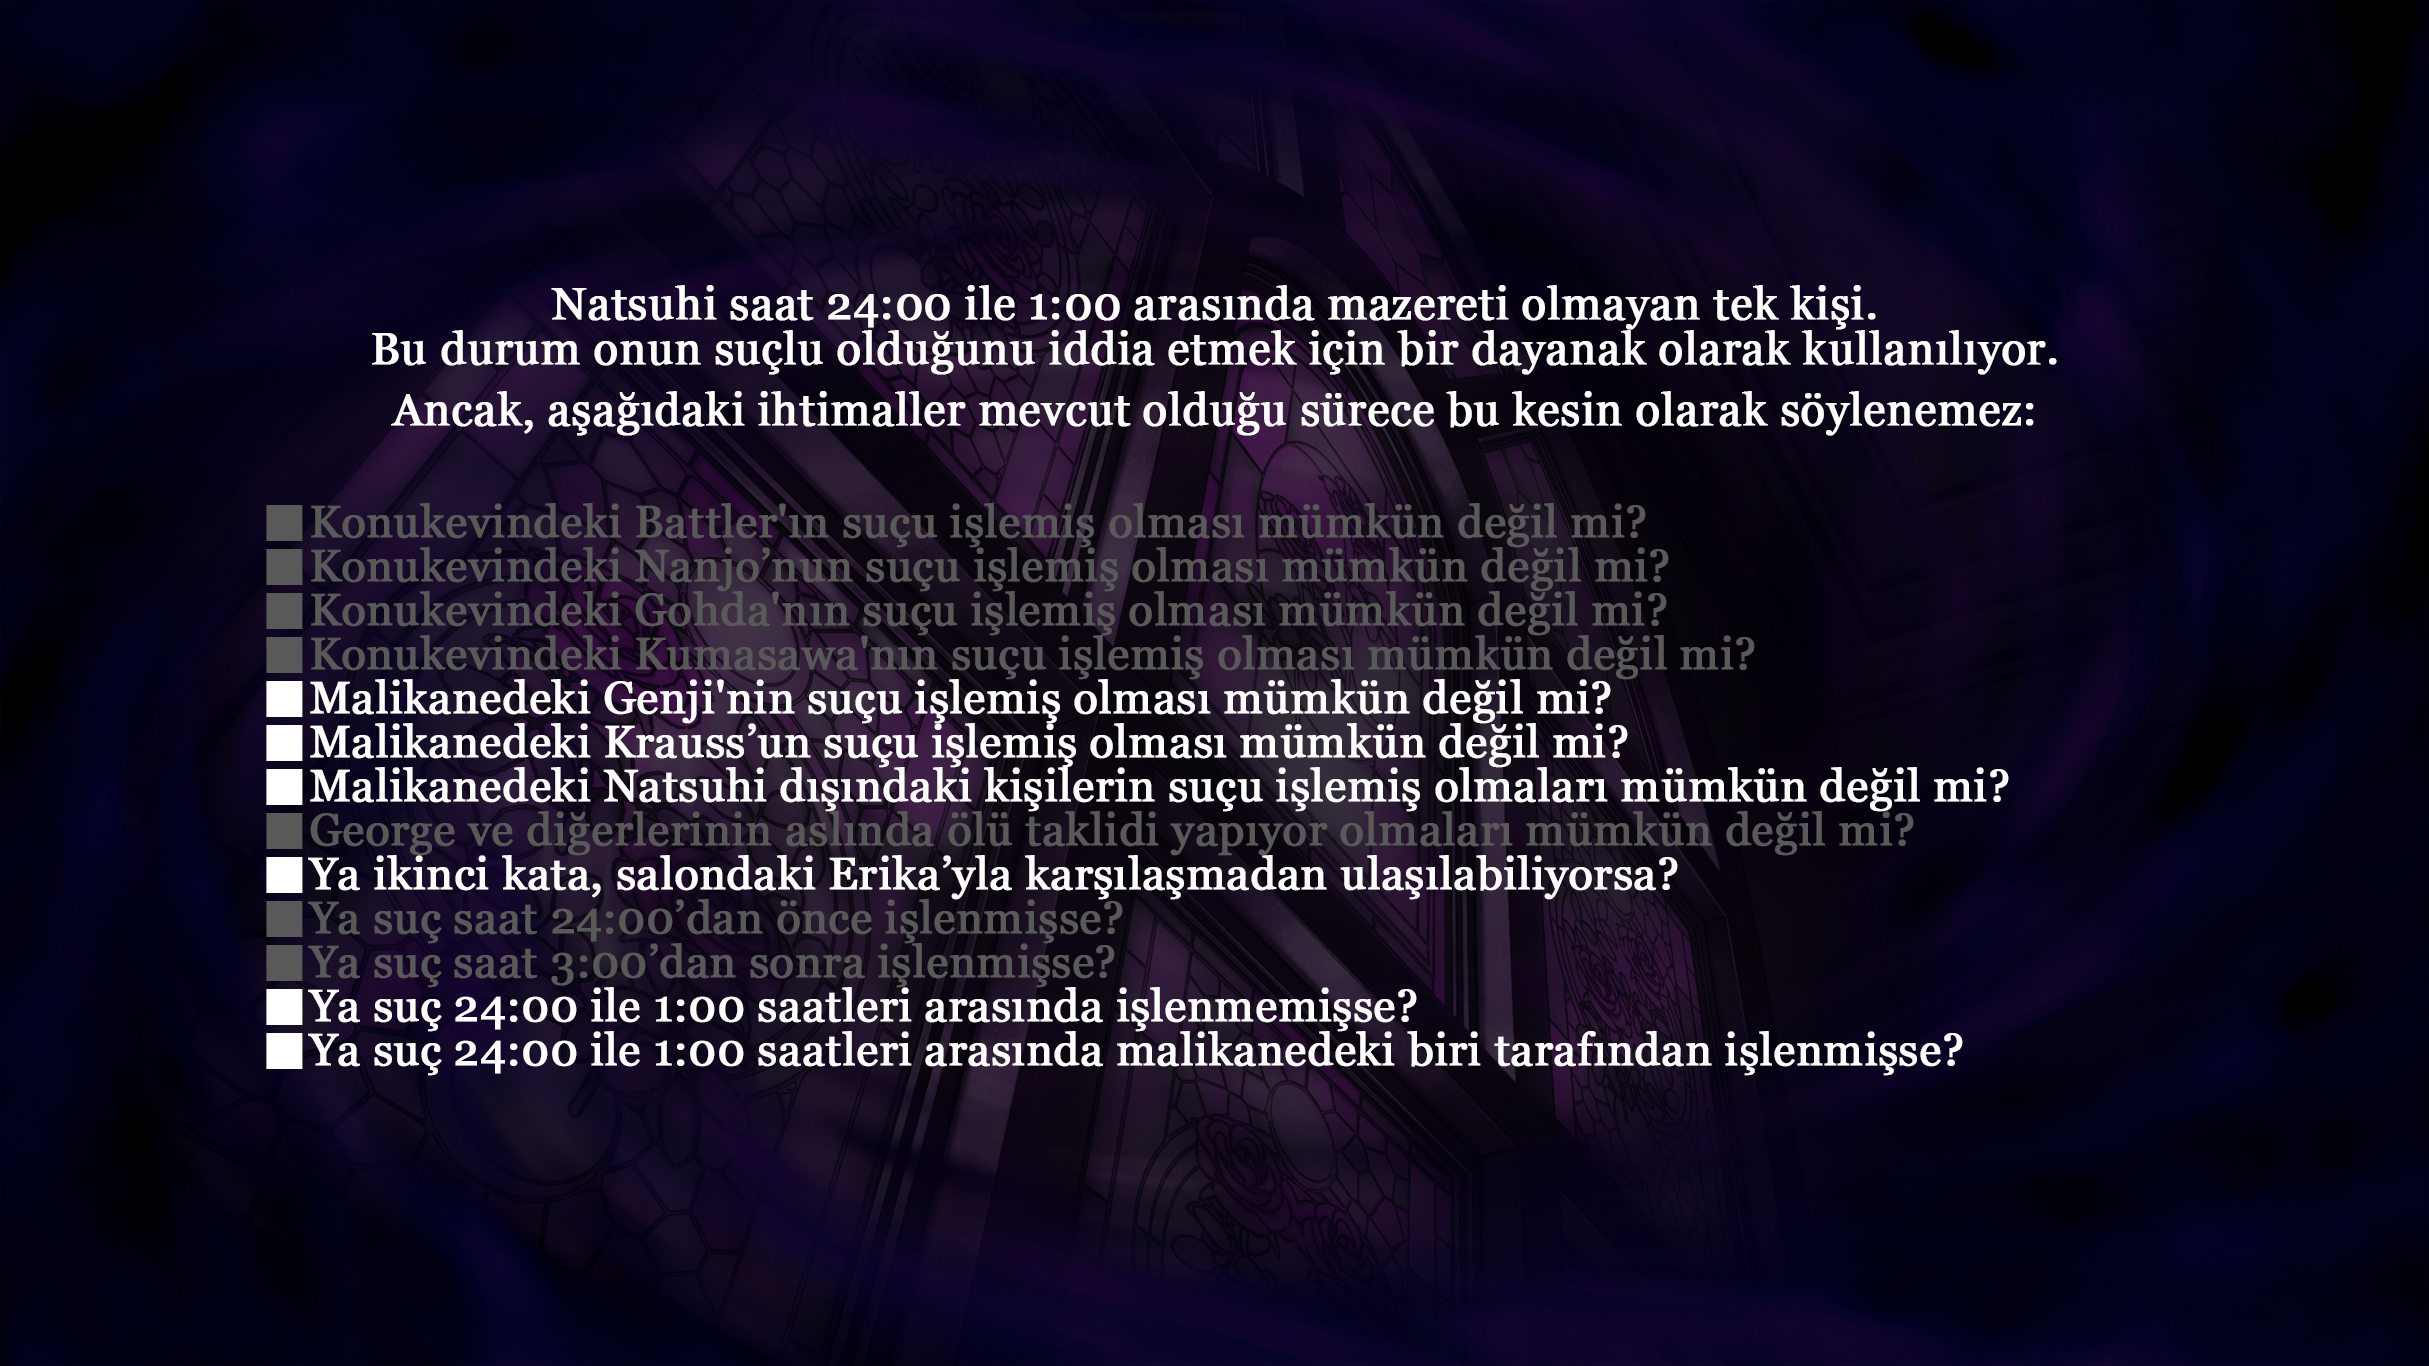 Natsuhi saat 24:00 ile 1:00 arasında mazereti olmayan tek kişi.
Bu durum onun suçlu olduğunu iddia etmek için bir dayanak olarak kullanılıyor.
Ancak, aşağıdaki ihtimaller mevcut olduğu sürece bu kesin olarak söylenemez:
■Konukevindeki Battler'ın suçu işlemiş olması mümkün değil mi?
■Konukevindeki Nanjo’nun suçu işlemiş olması mümkün değil mi?
■Konukevindeki Gohda'nın suçu işlemiş olması mümkün değil mi?
■Konukevindeki Kumasawa'nın suçu işlemiş olması mümkün değil mi?
■Malikanedeki Genji'nin suçu işlemiş olması mümkün değil mi?
■Malikanedeki Krauss’un suçu işlemiş olması mümkün değil mi?
■Malikanedeki Natsuhi dışındaki kişilerin suçu işlemiş olmaları mümkün değil mi?
■George ve diğerlerinin aslında ölü taklidi yapıyor olmaları mümkün değil mi?
■Ya ikinci kata, salondaki Erika’yla karşılaşmadan ulaşılabiliyorsa?
■Ya suç saat 24:00’dan önce işlenmişse?
■Ya suç saat 3:00’dan sonra işlenmişse?
■Ya suç 24:00 ile 1:00 saatleri arasında işlenmemişse?
■Ya suç 24:00 ile 1:00 saatleri arasında malikanedeki biri tarafından işlenmişse?